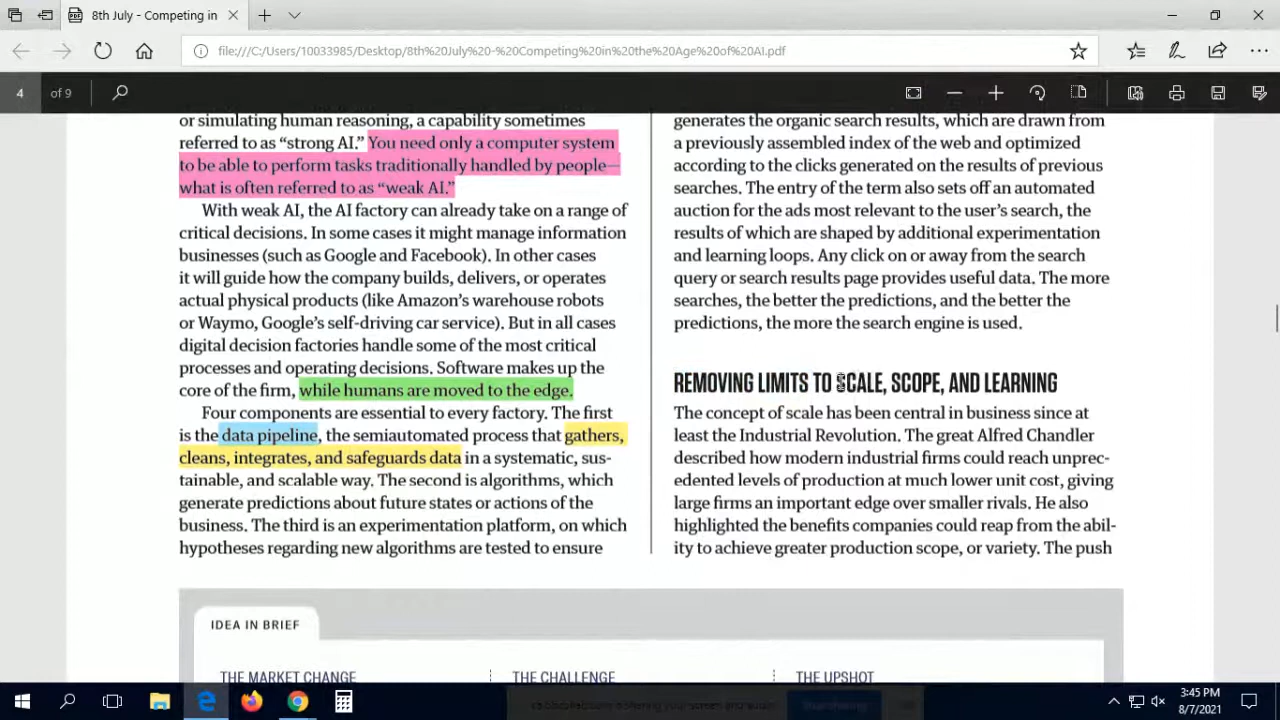 8th July - Competing in
file:///C:/Users/10033985/Desktop/8th%20July%20-%20Competing%20in%20the%20Age%20of%20AI.pdf
4 of 9
or simulating human reasoning, a capability sometimes
referred to as “strong AI.” You need only a computer system
to be able to perform tasks traditionally handled by people—
what is often referred to as “weak AI.”
With weak AI, the AI factory can already take on a range of
critical decisions. In some cases it might manage information
businesses (such as Google and Facebook). In other cases
it will guide how the company builds, delivers, or operates
actual physical products (like Amazon’s warehouse robots
or Waymo, Google’s self-driving car service). But in all cases
digital decision factories handle some of the most critical
processes and operating decisions. Software makes up the
core of the firm, while humans are moved to the edge.
Four components are essential to every factory. The first
is the data pipeline, the semiautomated process that gathers,
cleans, integrates, and safeguards data in a systematic, sus-
tainable, and scalable way. The second is algorithms, which
generate predictions about future states or actions of the
business. The third is an experimentation platform, on which
hypotheses regarding new algorithms are tested to ensure
generates the organic search results, which are drawn from
a previously assembled index of the web and optimized
according to the clicks generated on the results of previous
searches. The entry of the term also sets off an automated
auction for the ads most relevant to the user’s search, the
results of which are shaped by additional experimentation
and learning loops. Any click on or away from the search
query or search results page provides useful data. The more
searches, the better the predictions, and the better the
predictions, the more the search engine is used.
REMOVING LIMITS TO SCALE, SCOPE, AND LEARNING
The concept of scale has been central in business since at
least the Industrial Revolution. The great Alfred Chandler
described how modern industrial firms could reach unprec-
edented levels of production at much lower unit cost, giving
large firms an important edge over smaller rivals. He also
highlighted the benefits companies could reap from the abil-
ity to achieve greater production scope, or variety. The push
IDEA IN BRIEF
THE MARKET CHANGE
THE CHALLENGE
THE UPSHOT
sharing your screen and audio
Stop sharing
3:45 PM
8/7/2021